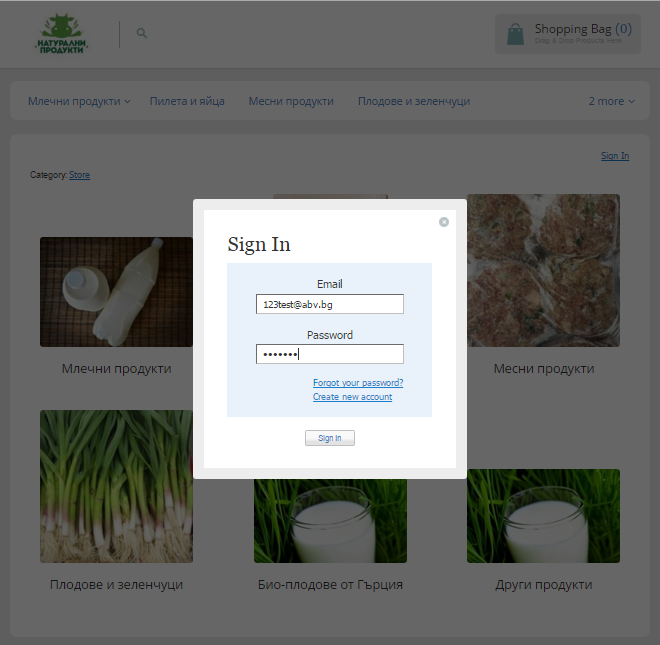 НАТУРАЛНИ
ПРОДУКТИ
Shopping Bag (0)
Drag & Drop Products Here
Млечни продукти
Пилета и яйца
Месни продукти
Плодове и зеленчуци
2 more
Sign In
Category: Store
Sign In
Email
123test@abv.bg
Password
•••••••
Forgot your password?
Create new account
Sign In
Млечни продукти
Месни продукти
Плодове и зеленчуци
Био-плодове от Гърция
Други продукти